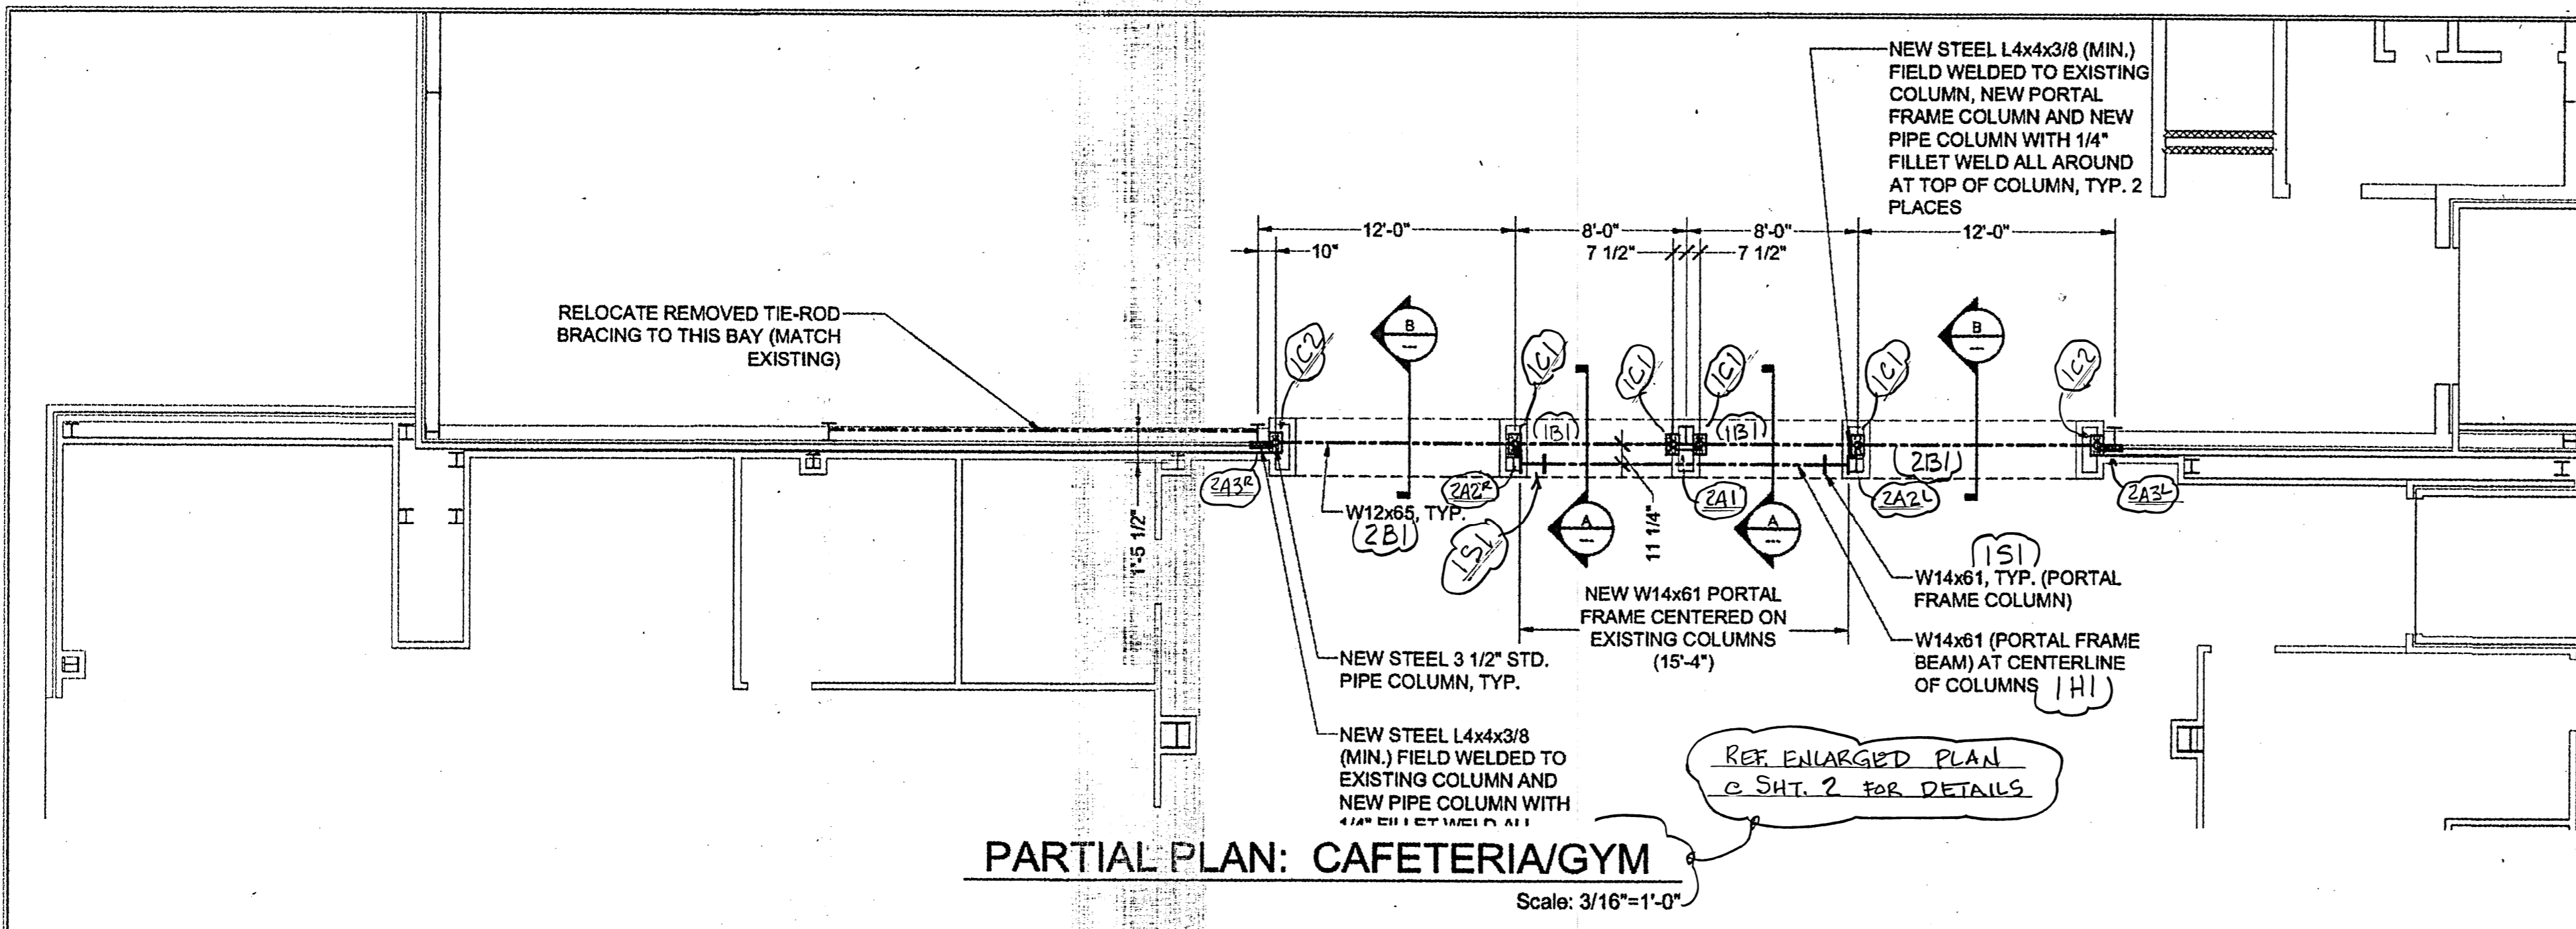 NEW STEEL L4x4x3/8 (MIN.)
FIELD WELDED TO EXISTING
COLUMN, NEW PORTAL
FRAME COLUMN AND NEW
PIPE COLUMN WITH 1/4"
FILLET WELD ALL AROUND
AT TOP OF COLUMN, TYP. 2
PLACES
12'-0"
8'-0"
8'-0"
12'-0"
10"
7 1/2"
7 1/2"
RELOCATE REMOVED TIE-ROD
BRACING TO THIS BAY (MATCH
EXISTING)
B
B
1C2
1C1
1C1
1C1
1C1
1C2
1B1
1B1
2B1
2A3R
2A2R
2A1
2A2L
2A3L
W12x65, TYP.
2B1
1S1
A
A
11 1/4"
1'-5 1/2"
NEW W14x61 PORTAL
FRAME CENTERED ON
EXISTING COLUMNS
(15'-4")
1S1
W14x61, TYP. (PORTAL
FRAME COLUMN)
W14x61 (PORTAL FRAME
BEAM) AT CENTERLINE
OF COLUMNS 1H1
NEW STEEL 3 1/2" STD.
PIPE COLUMN, TYP.
NEW STEEL L4x4x3/8
(MIN.) FIELD WELDED TO
EXISTING COLUMN AND
NEW PIPE COLUMN WITH
1/4" FILLET WELD ALL
REF. ENLARGED PLAN
@ SHT. 2 FOR DETAILS
PARTIAL PLAN: CAFETERIA/GYM
Scale: 3/16"=1'-0"